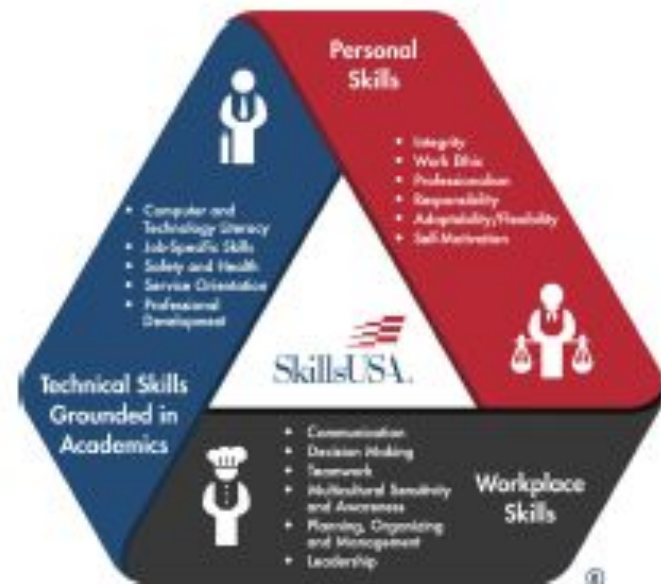 Personal
Skills
• Integrity
• Work Ethic
• Professionalism
• Responsibility
• Adaptability/Flexibility
• Self-Motivation
• Computer and
Technology Literacy
• Job-Specific Skills
• Safety and Health
• Service Orientation
• Professional
Development
Technical Skills
Grounded in
Academics
SkillsUSA
• Communication
• Decision Making
• Teamwork
• Multicultural Sensitivity
and Awareness
• Planning, Organizing
and Management
• Leadership
Workplace
Skills
®